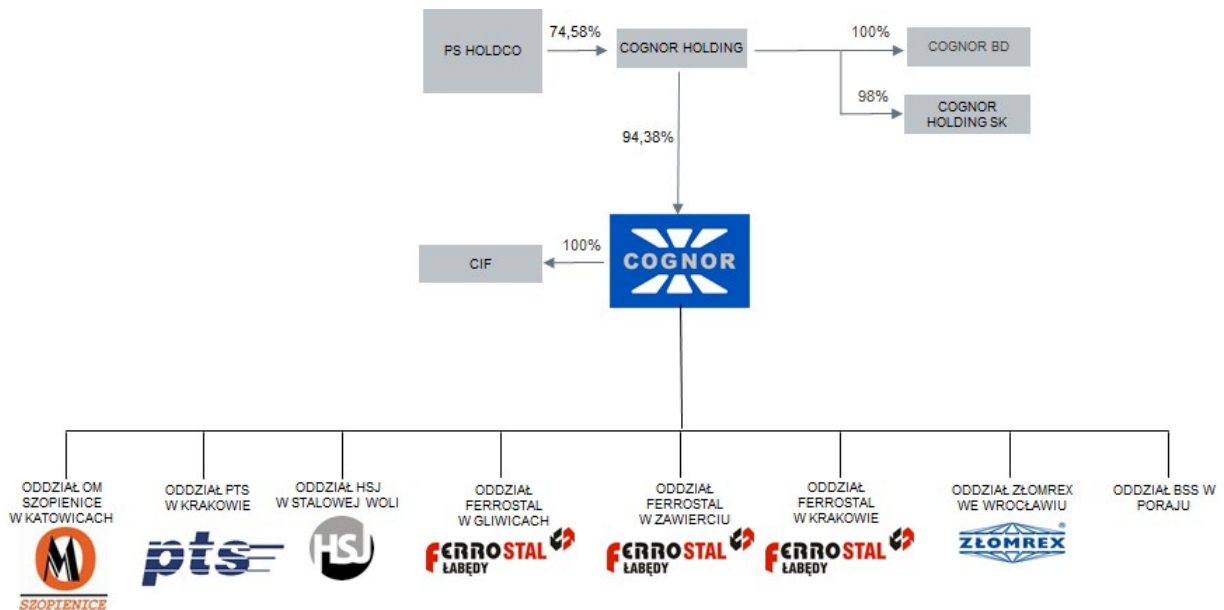 PS HOLDCO
74,58%
COGNOR HOLDING
100%
COGNOR BD
98%
COGNOR
HOLDING SK
94,38%
CIF
100%
COGNOR
ODDZIAŁ OM
SZOPIENICE
W KATOWICACH
M
SZOPIENICE
ODDZIAŁ PTS
W KRAKOWIE
pts
ODDZIAŁ HSJ
W STALOWEJ WOLI
HSJ
ODDZIAŁ
FERROSTAL
W GLIWICACH
FERROSTAL
ŁABĘDY
ODDZIAŁ
FERROSTAL
W ZAWIERCIU
FERROSTAL
ŁABĘDY
ODDZIAŁ
FERROSTAL
W KRAKOWIE
FERROSTAL
ŁABĘDY
ODDZIAŁ ZŁOMREX
WE WROCŁAWIU
ZŁOMREX
®
ODDZIAŁ BSS W
PORAJU